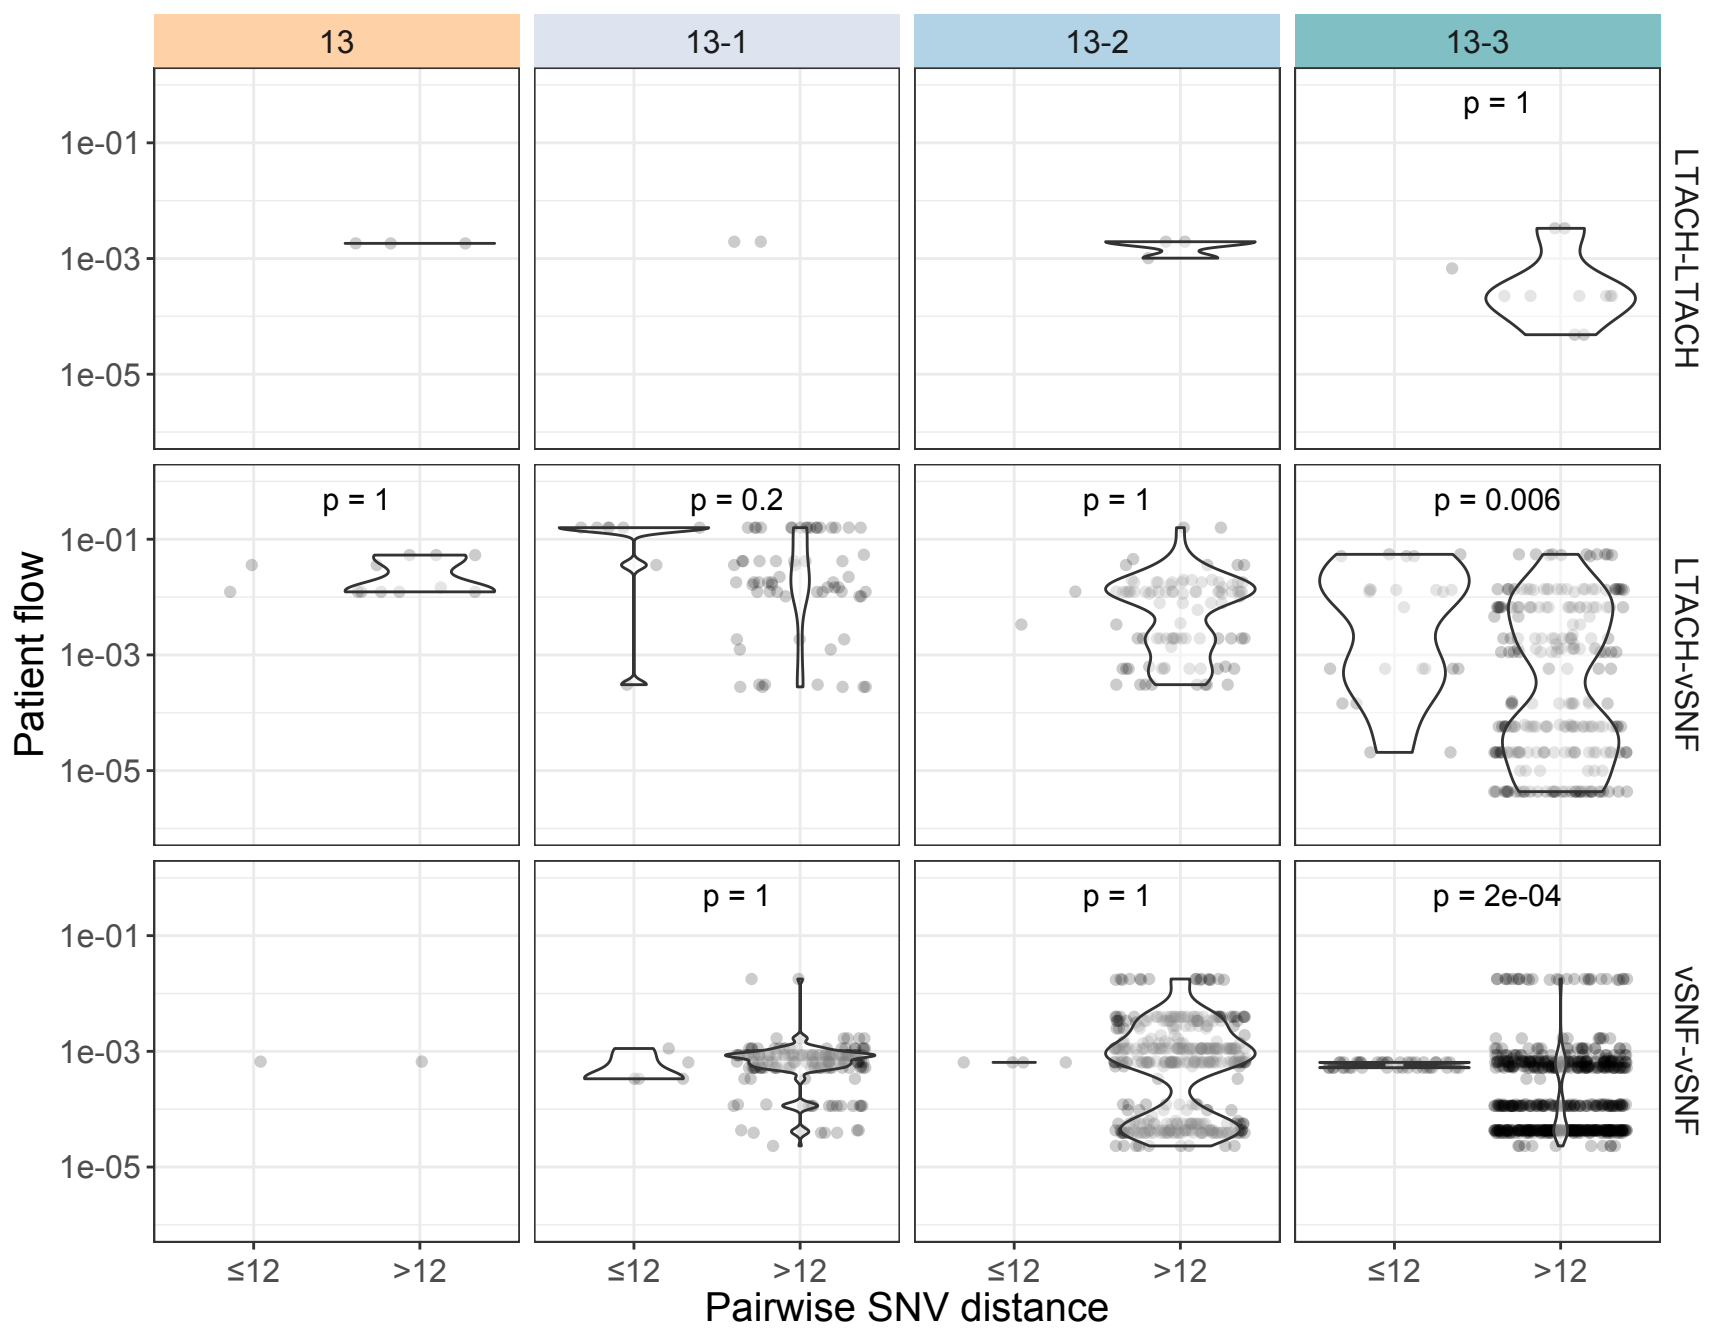 13 13-1 13-2 13-3
p = 1
1e-01
1e-03
1e-05
LTACH-LTACH
p = 1 p = 0.2 p = 1 p = 0.006
1e-01
1e-03
1e-05
LTACH-vSNF
Patient flow
p = 1 p = 1 p = 2e-04
1e-01
1e-03
1e-05
vSNF-vSNF
≤12 >12 ≤12 >12 ≤12 >12 ≤12 >12
Pairwise SNV distance